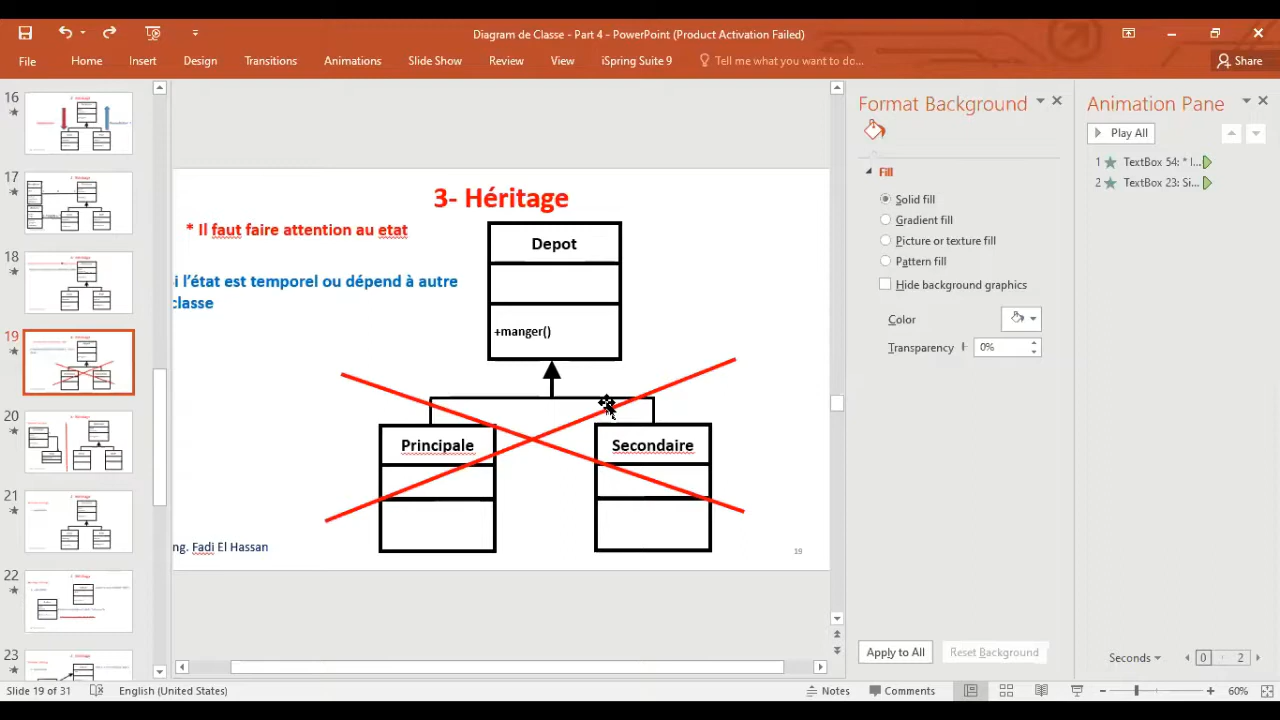 Diagram de Classe - Part 4 - PowerPoint (Product Activation Failed)
File Home Insert Design Transitions Animations Slide Show Review View iSpring Suite 9 Tell me what you want to do... Share
16
17
18
19
20
21
22
23
3- Héritage
* Il faut faire attention au etat
i l'état est temporel ou dépend à autre
classe
Depot
+manger()
Principale
Secondaire
ng. Fadi El Hassan
19
Format Background
Fill
Solid fill
Gradient fill
Picture or texture fill
Pattern fill
Hide background graphics
Color
Transparency 0%
Apply to All Reset Background
Animation Pane
Play All
1 TextBox 54: * I...
2 TextBox 23: Si...
Seconds 0 2
Slide 19 of 31 English (United States) Notes Comments 60%